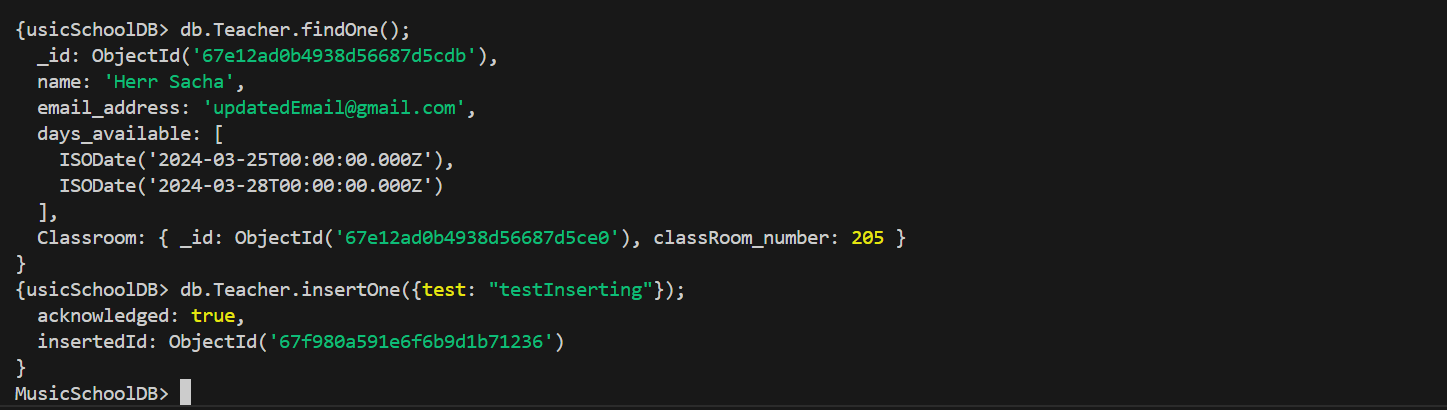 {usicSchoolDB> db.Teacher.findOne();
  _id: ObjectId('67e12ad0b4938d56687d5cdb'),
  name: 'Herr Sacha',
  email_address: 'updatedEmail@gmail.com',
  days_available: [
    ISODate('2024-03-25T00:00:00.000Z'),
    ISODate('2024-03-28T00:00:00.000Z')
  ],
  Classroom: { _id: ObjectId('67e12ad0b4938d56687d5ce0'), classRoom_number: 205 }
}
{usicSchoolDB> db.Teacher.insertOne({test: "testInserting"});
  acknowledged: true,
  insertedId: ObjectId('67f980a591e6f6b9d1b71236')
}
MusicSchoolDB>